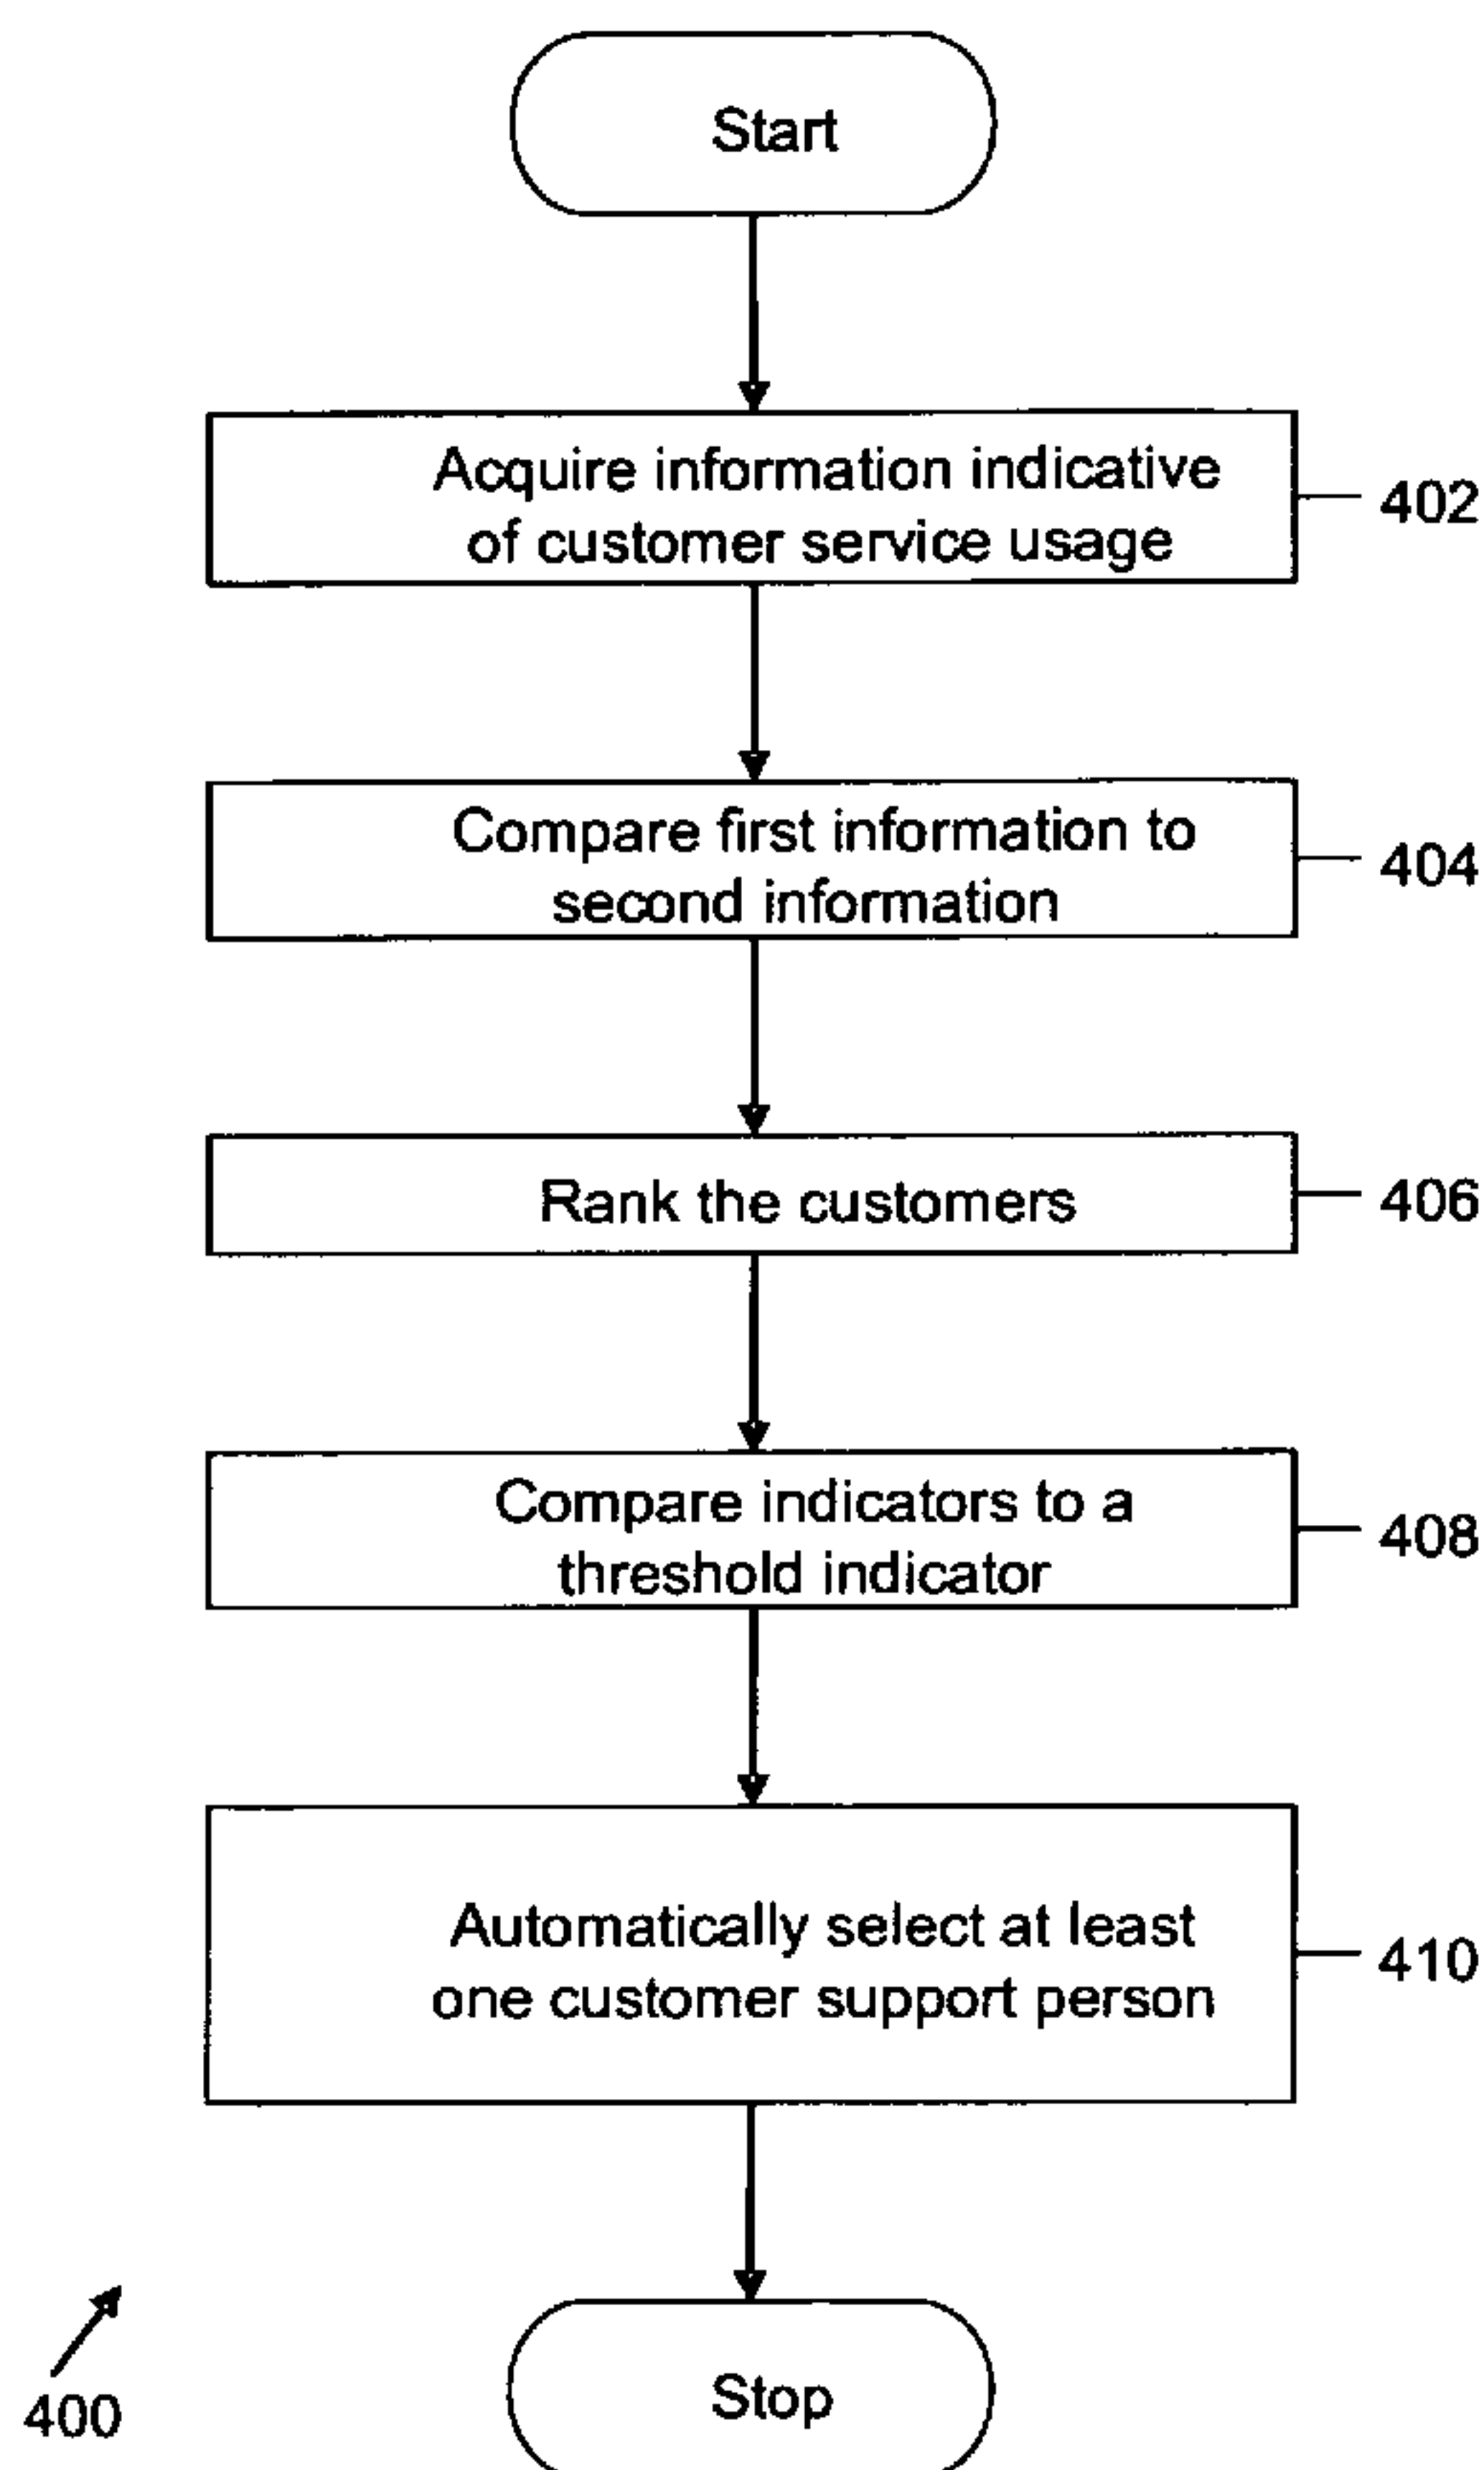 Start
Acquire information indicative
of customer service usage
402
Compare first information to
second information
404
Rank the customers
406
Compare indicators to a
threshold indicator
408
Automatically select at least
one customer support person
410
400
Stop